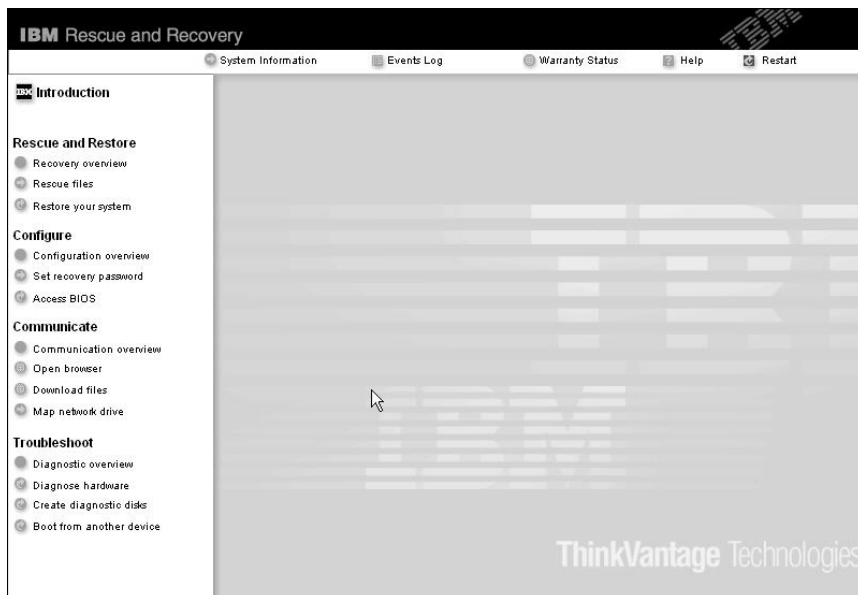 IBM Rescue and Recovery
IBM
System Information Events Log Warranty Status Help Restart
Introduction
Rescue and Restore
Recovery overview
Rescue files
Restore your system
Configure
Configuration overview
Set recovery password
Access BIOS
Communicate
Communication overview
Open browser
Download files
Map network drive
Troubleshoot
Diagnostic overview
Diagnose hardware
Create diagnostic disks
Boot from another device
IBM
ThinkVantage Technologies